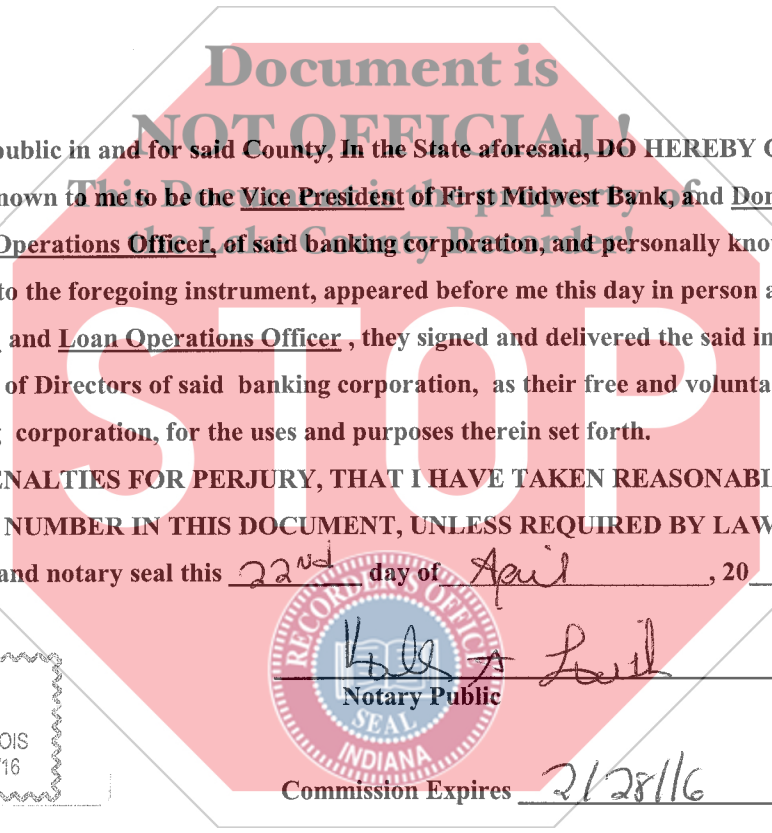 Document is
NOT OFFICIAL!
public in and for said County, In the State aforesaid, DO HEREBY C
This Document is the property of
nown to me to be the Vice President of First Midwest Bank, and Don
the Lake County Recorder!
Operations Officer, of said banking corporation, and personally know
to the foregoing instrument, appeared before me this day in person a
and Loan Operations Officer , they signed and delivered the said in
STOP
of Directors of said banking corporation, as their free and volunta
corporation, for the uses and purposes therein set forth.
ENALTIES FOR PERJURY, THAT I HAVE TAKEN REASONABL
NUMBER IN THIS DOCUMENT, UNLESS REQUIRED BY LAW
and notary seal this 22nd day of April , 20
RECORDER'S OFFICE
Notary Public
SEAL
INDIANA
OIS
/16
Commission Expires 2/28/16